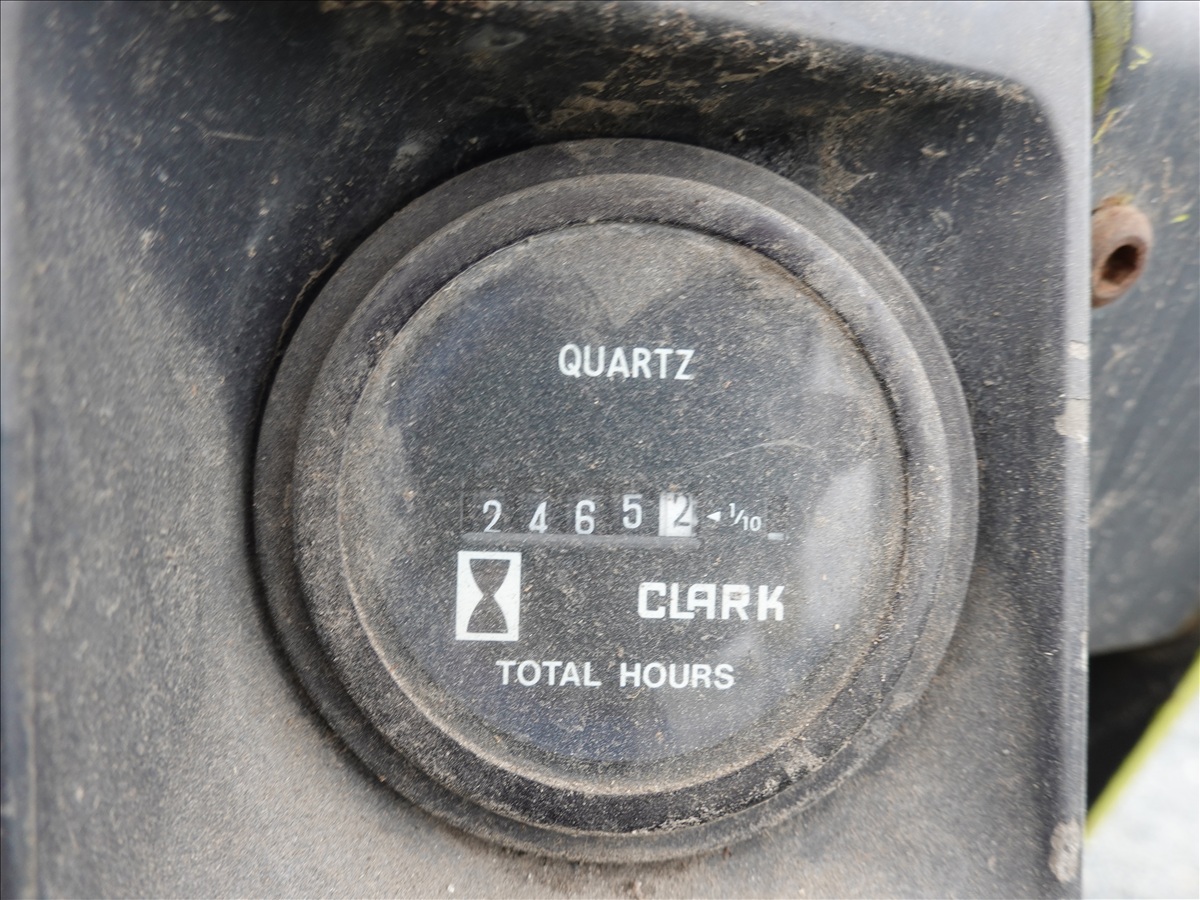 QUARTZ
24652 ◄ 1/10
CLARK
TOTAL HOURS